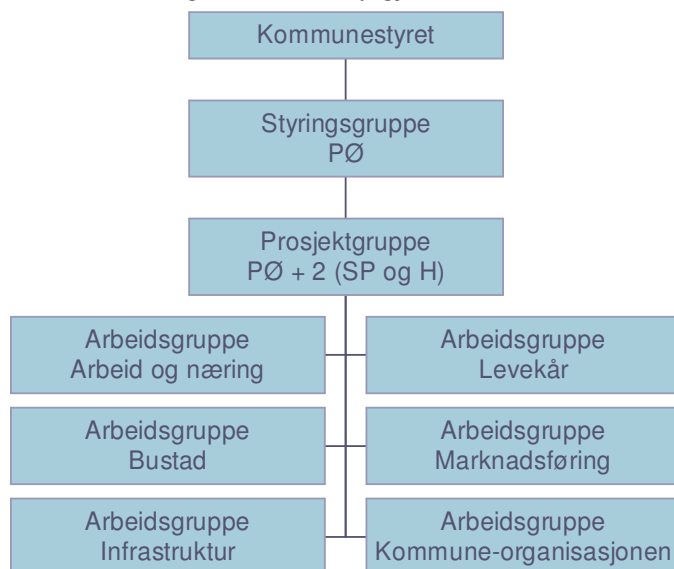 Kommunestyret
Styringsgruppe
PØ
Prosjektgruppe
PØ + 2 (SP og H)
Arbeidsgruppe
Arbeid og næring
Arbeidsgruppe
Levekår
Arbeidsgruppe
Bustad
Arbeidsgruppe
Marknadsføring
Arbeidsgruppe
Infrastruktur
Arbeidsgruppe
Kommune-organisasjonen